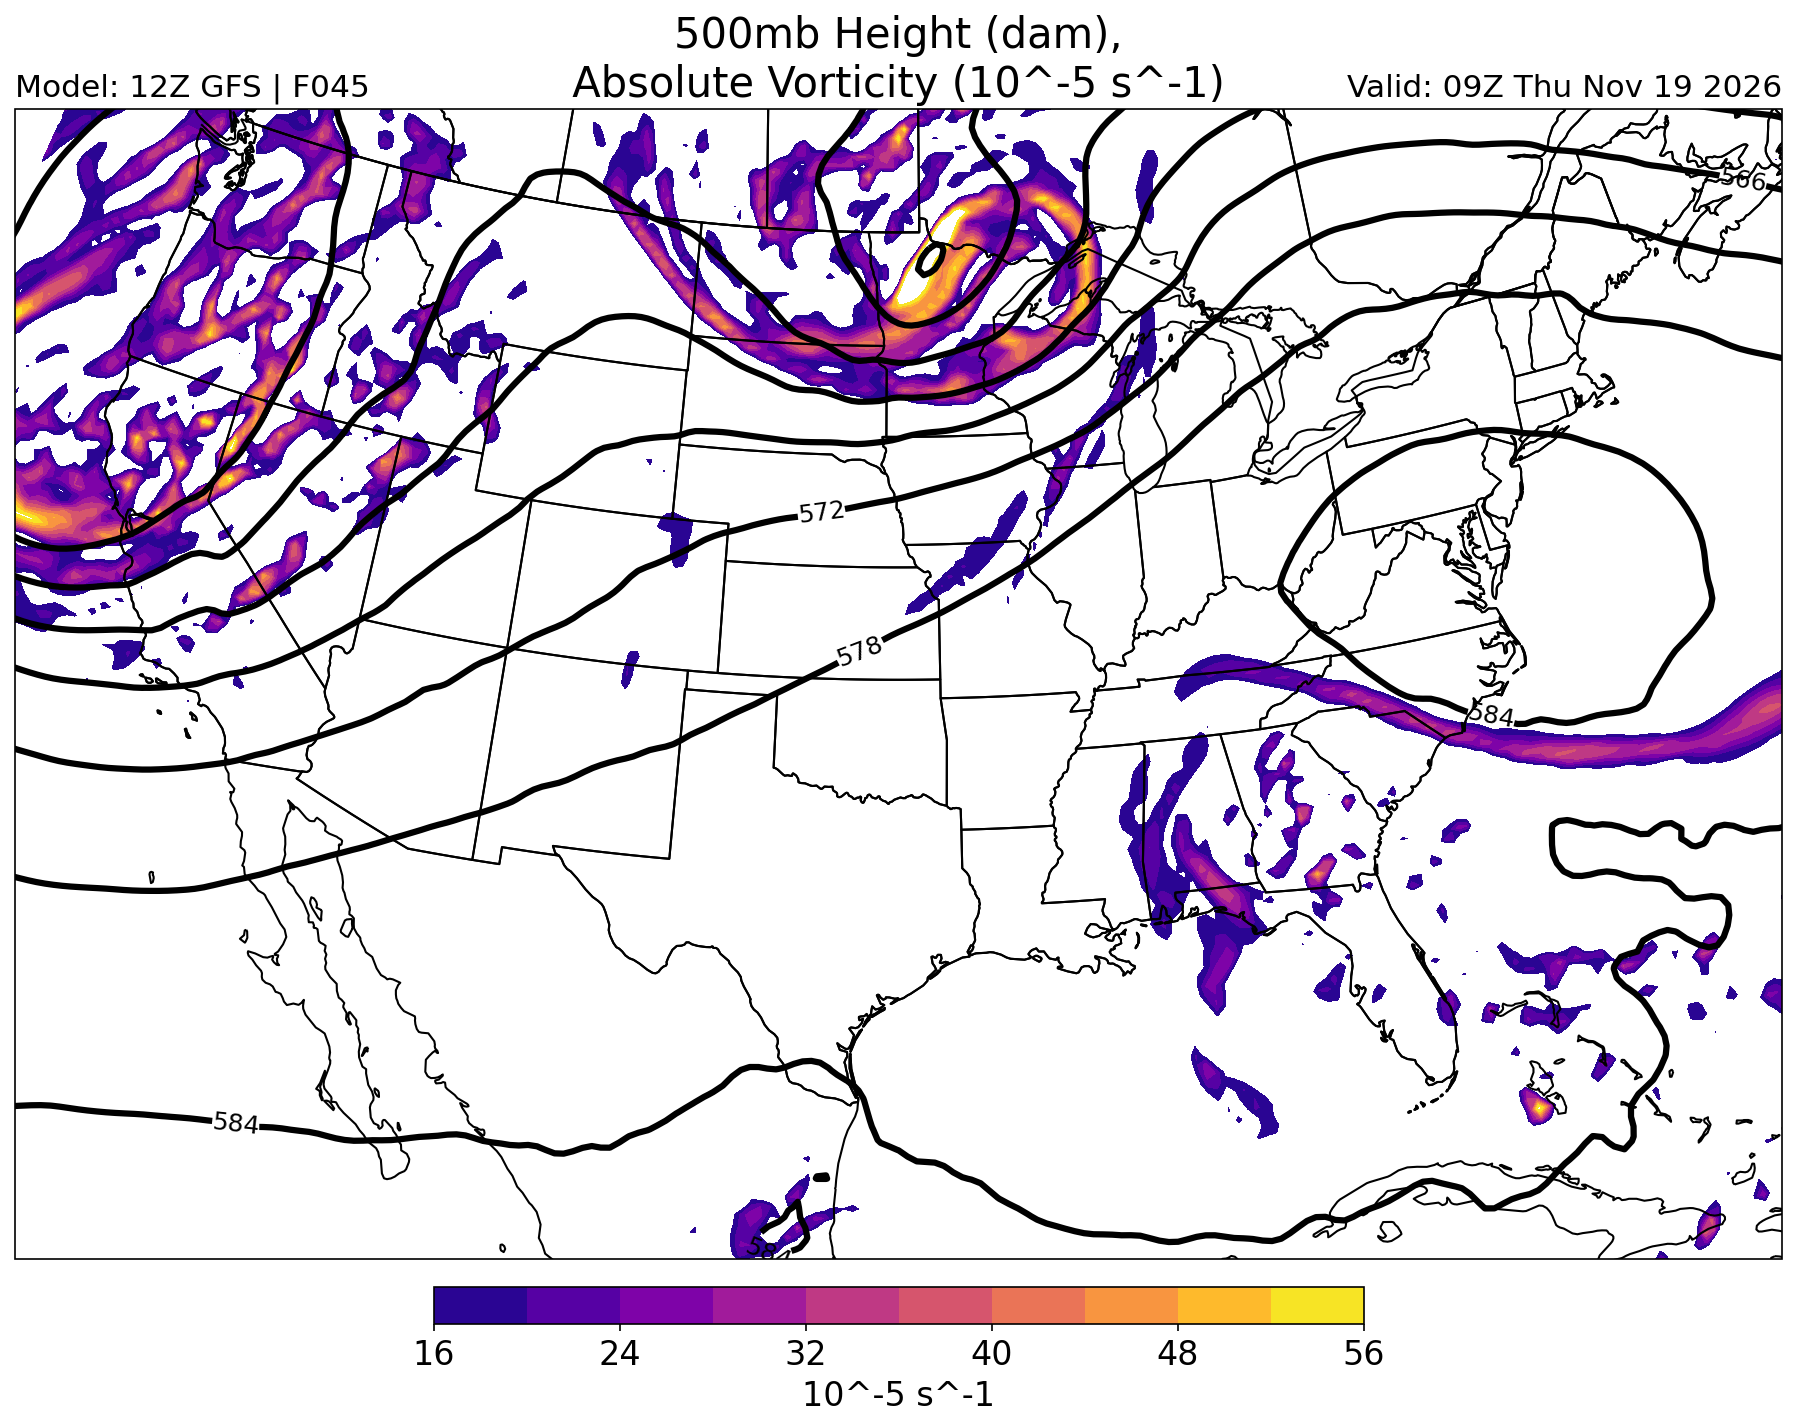 500mb Height (dam),
Absolute Vorticity (10^-5 s^-1)
Model: 12Z GFS | F045
Valid: 09Z Thu Nov 19 2026
566
572
578
584
584
58
16 24 32 40 48 56
10^-5 s^-1